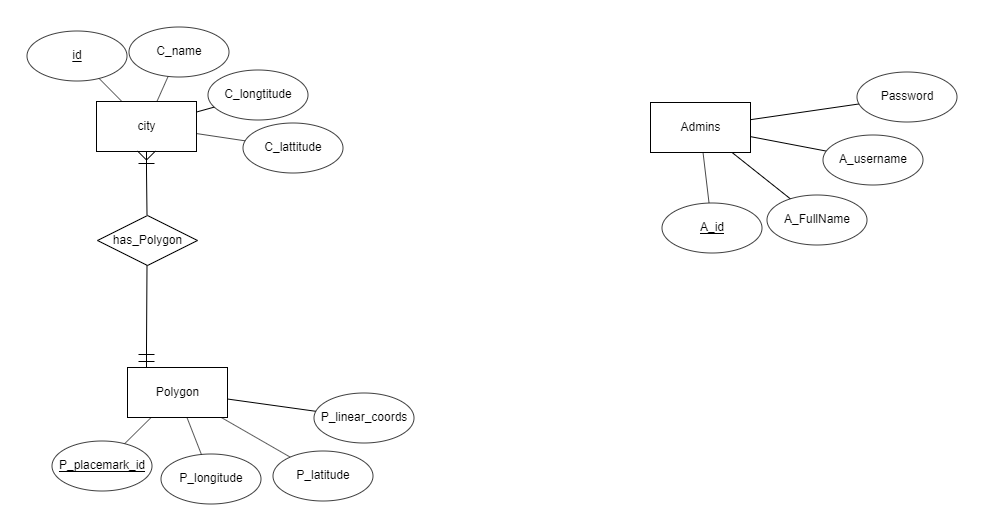 id
C_name
C_longtitude
city
C_lattitude
has_Polygon
Polygon
P_linear_coords
P_placemark_id
P_longitude
P_latitude
Admins
Password
A_username
A_id
A_FullName